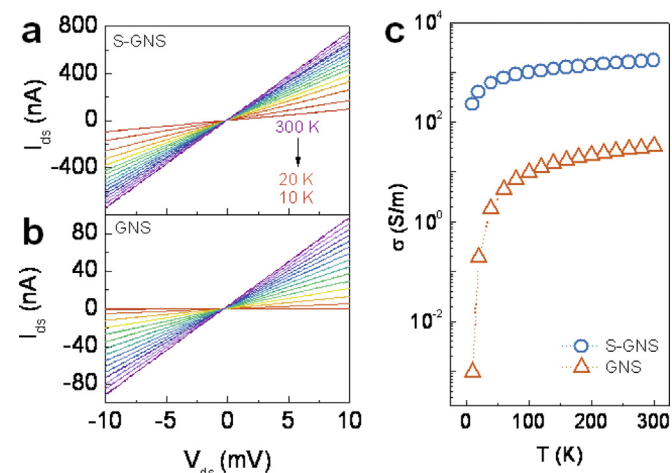 a
S-GNS
800
400
0
-400
I_ds (nA)
300 K
20 K
10 K
b
GNS
80
40
0
-40
-80
I_ds (nA)
-10 -5 0 5 10
V_ds (mV)
c
10^4
10^2
10^0
10^-2
σ (S/m)
S-GNS
GNS
0 100 200 300
T (K)